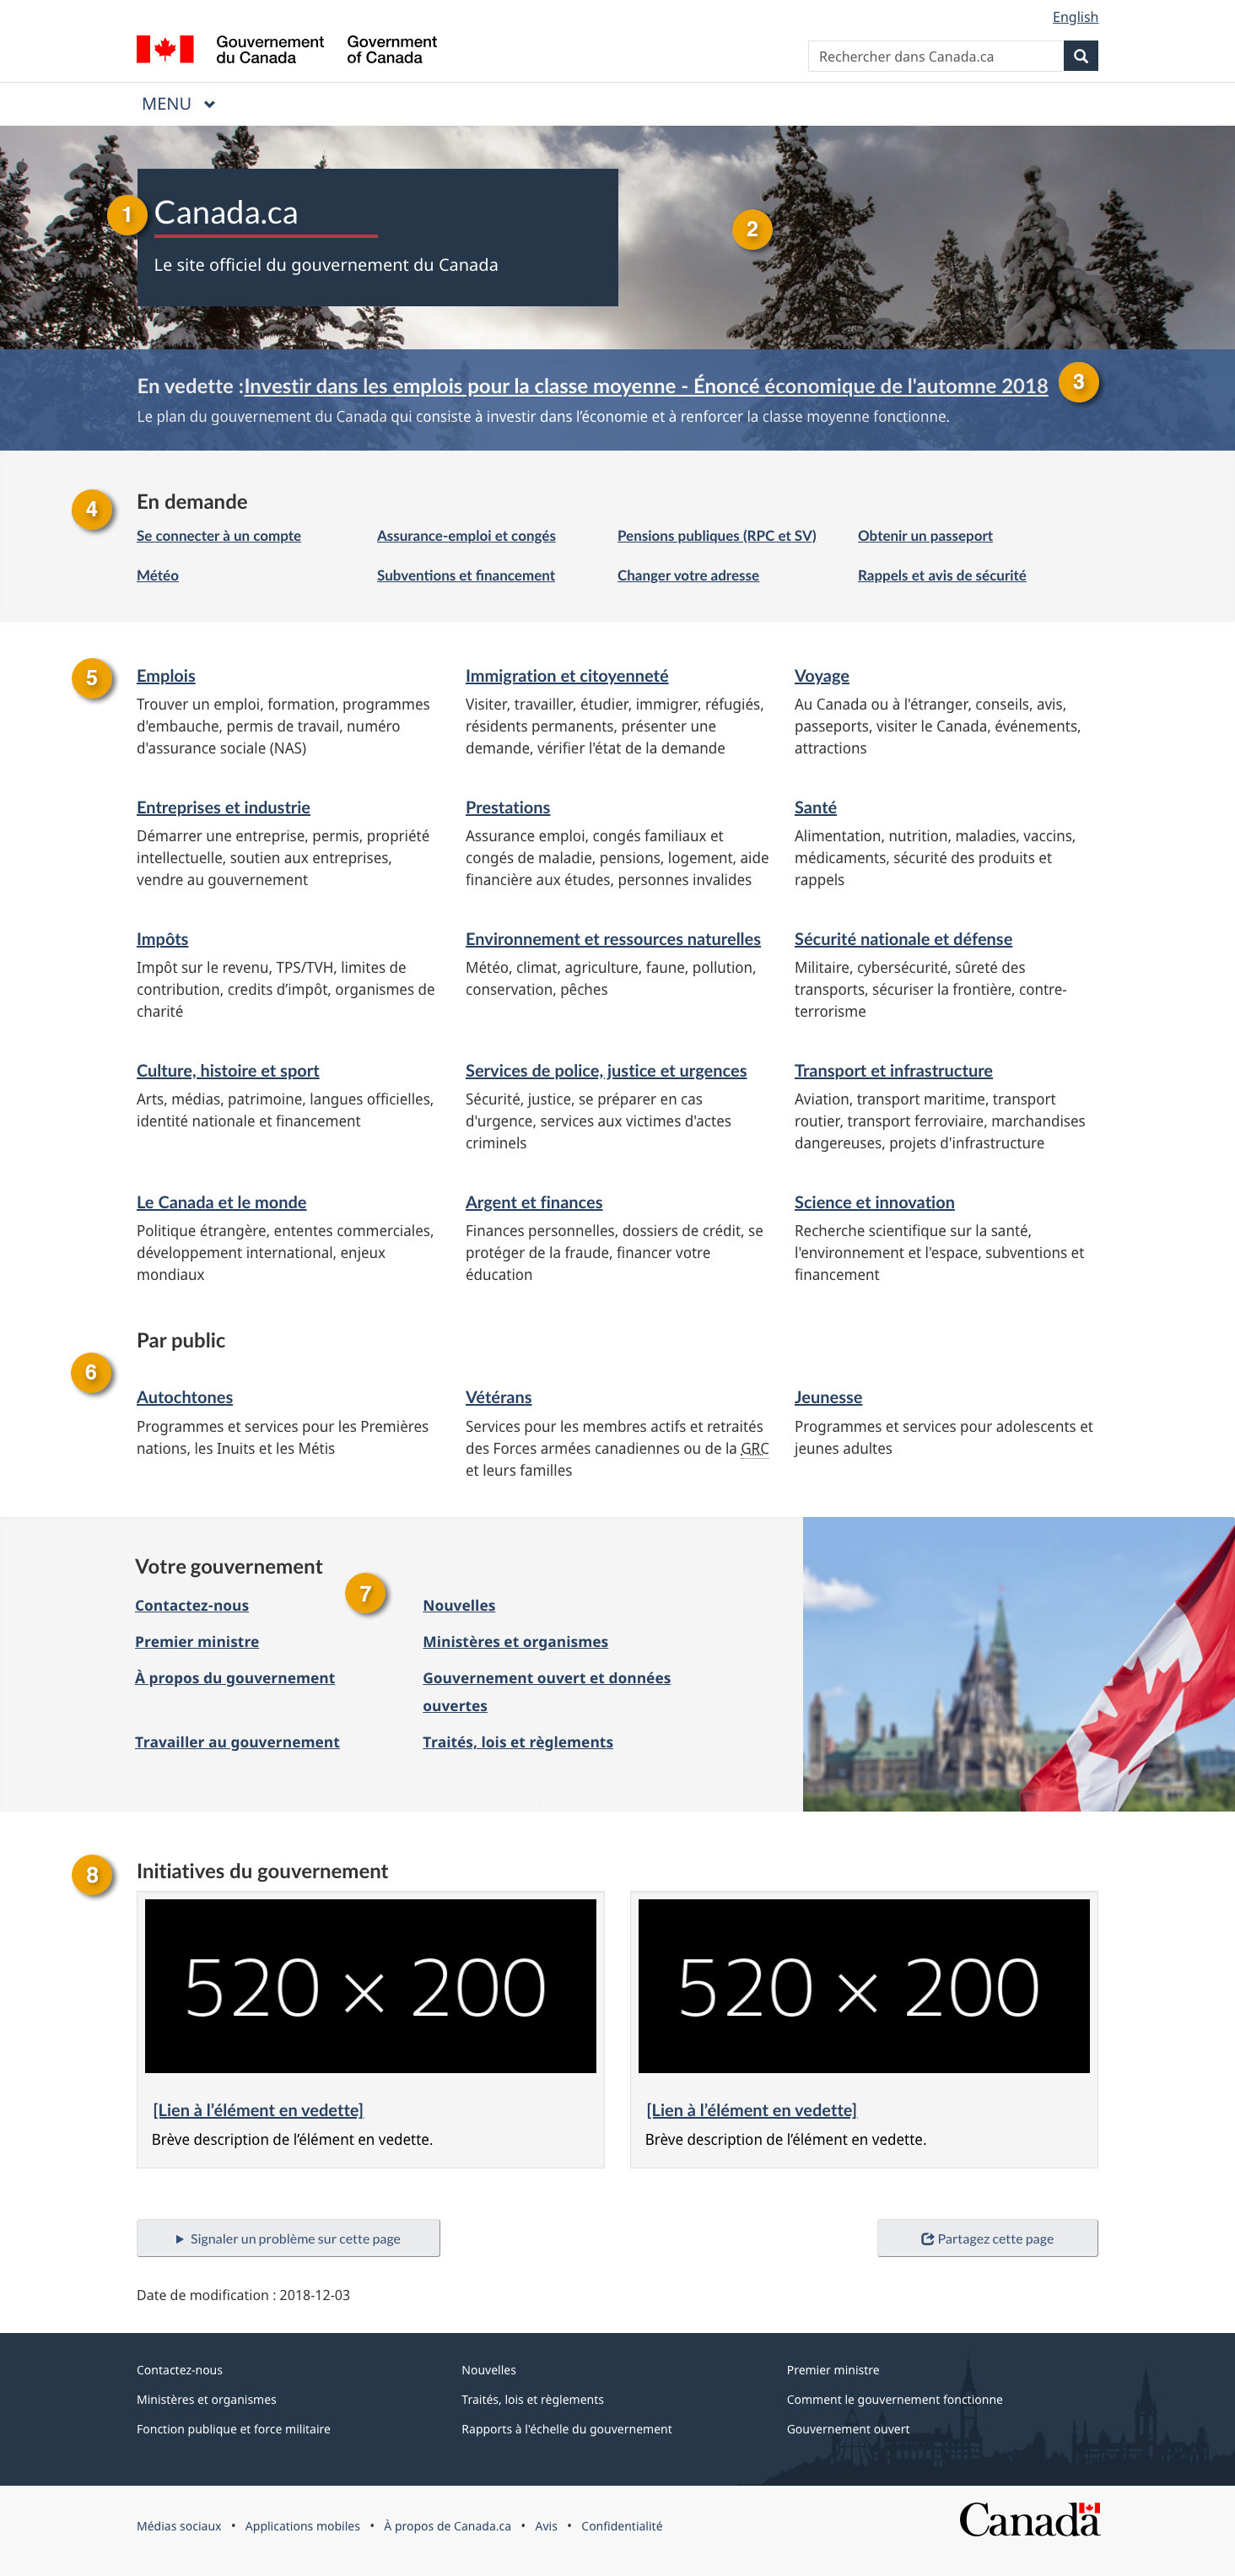 English
Gouvernement
du Canada
Government
of Canada
Rechercher dans Canada.ca
MENU
1
Canada.ca
2
Le site officiel du gouvernement du Canada
En vedette :Investir dans les emplois pour la classe moyenne - Énoncé économique de l'automne 2018
3
Le plan du gouvernement du Canada qui consiste à investir dans l’économie et à renforcer la classe moyenne fonctionne.
4
En demande
Se connecter à un compte
Assurance-emploi et congés
Pensions publiques (RPC et SV)
Obtenir un passeport
Météo
Subventions et financement
Changer votre adresse
Rappels et avis de sécurité
5
Emplois
Trouver un emploi, formation, programmes
d'embauche, permis de travail, numéro
d'assurance sociale (NAS)
Immigration et citoyenneté
Visiter, travailler, étudier, immigrer, réfugiés,
résidents permanents, présenter une
demande, vérifier l'état de la demande
Voyage
Au Canada ou à l'étranger, conseils, avis,
passeports, visiter le Canada, événements,
attractions
Entreprises et industrie
Démarrer une entreprise, permis, propriété
intellectuelle, soutien aux entreprises,
vendre au gouvernement
Prestations
Assurance emploi, congés familiaux et
congés de maladie, pensions, logement, aide
financière aux études, personnes invalides
Santé
Alimentation, nutrition, maladies, vaccins,
médicaments, sécurité des produits et
rappels
Impôts
Impôt sur le revenu, TPS/TVH, limites de
contribution, credits d’impôt, organismes de
charité
Environnement et ressources naturelles
Météo, climat, agriculture, faune, pollution,
conservation, pêches
Sécurité nationale et défense
Militaire, cybersécurité, sûreté des
transports, sécuriser la frontière, contre-
terrorisme
Culture, histoire et sport
Arts, médias, patrimoine, langues officielles,
identité nationale et financement
Services de police, justice et urgences
Sécurité, justice, se préparer en cas
d'urgence, services aux victimes d'actes
criminels
Transport et infrastructure
Aviation, transport maritime, transport
routier, transport ferroviaire, marchandises
dangereuses, projets d'infrastructure
Le Canada et le monde
Politique étrangère, ententes commerciales,
développement international, enjeux
mondiaux
Argent et finances
Finances personnelles, dossiers de crédit, se
protéger de la fraude, financer votre
éducation
Science et innovation
Recherche scientifique sur la santé,
l'environnement et l'espace, subventions et
financement
Par public
6
Autochtones
Programmes et services pour les Premières
nations, les Inuits et les Métis
Vétérans
Services pour les membres actifs et retraités
des Forces armées canadiennes ou de la GRC
et leurs familles
Jeunesse
Programmes et services pour adolescents et
jeunes adultes
Votre gouvernement
7
Contactez-nous
Nouvelles
Premier ministre
Ministères et organismes
À propos du gouvernement
Gouvernement ouvert et données
ouvertes
Travailler au gouvernement
Traités, lois et règlements
8
Initiatives du gouvernement
520 × 200
[Lien à l’élément en vedette]
Brève description de l’élément en vedette.
520 × 200
[Lien à l’élément en vedette]
Brève description de l’élément en vedette.
Signaler un problème sur cette page
Partagez cette page
Date de modification : 2018-12-03
Contactez-nous
Nouvelles
Premier ministre
Ministères et organismes
Traités, lois et règlements
Comment le gouvernement fonctionne
Fonction publique et force militaire
Rapports à l'échelle du gouvernement
Gouvernement ouvert
Médias sociaux • Applications mobiles • À propos de Canada.ca • Avis • Confidentialité
Canada